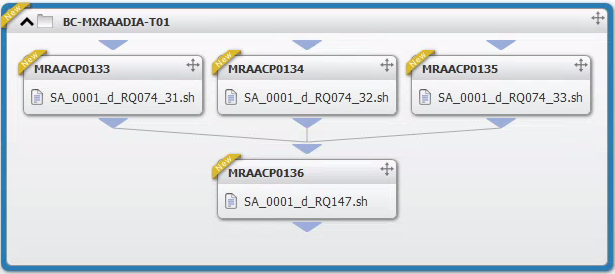 New
BC-MXRAADIA-T01
New
MRAACP0133
SA_0001_d_RQ074_31.sh
New
MRAACP0134
SA_0001_d_RQ074_32.sh
New
MRAACP0135
SA_0001_d_RQ074_33.sh
New
MRAACP0136
SA_0001_d_RQ147.sh